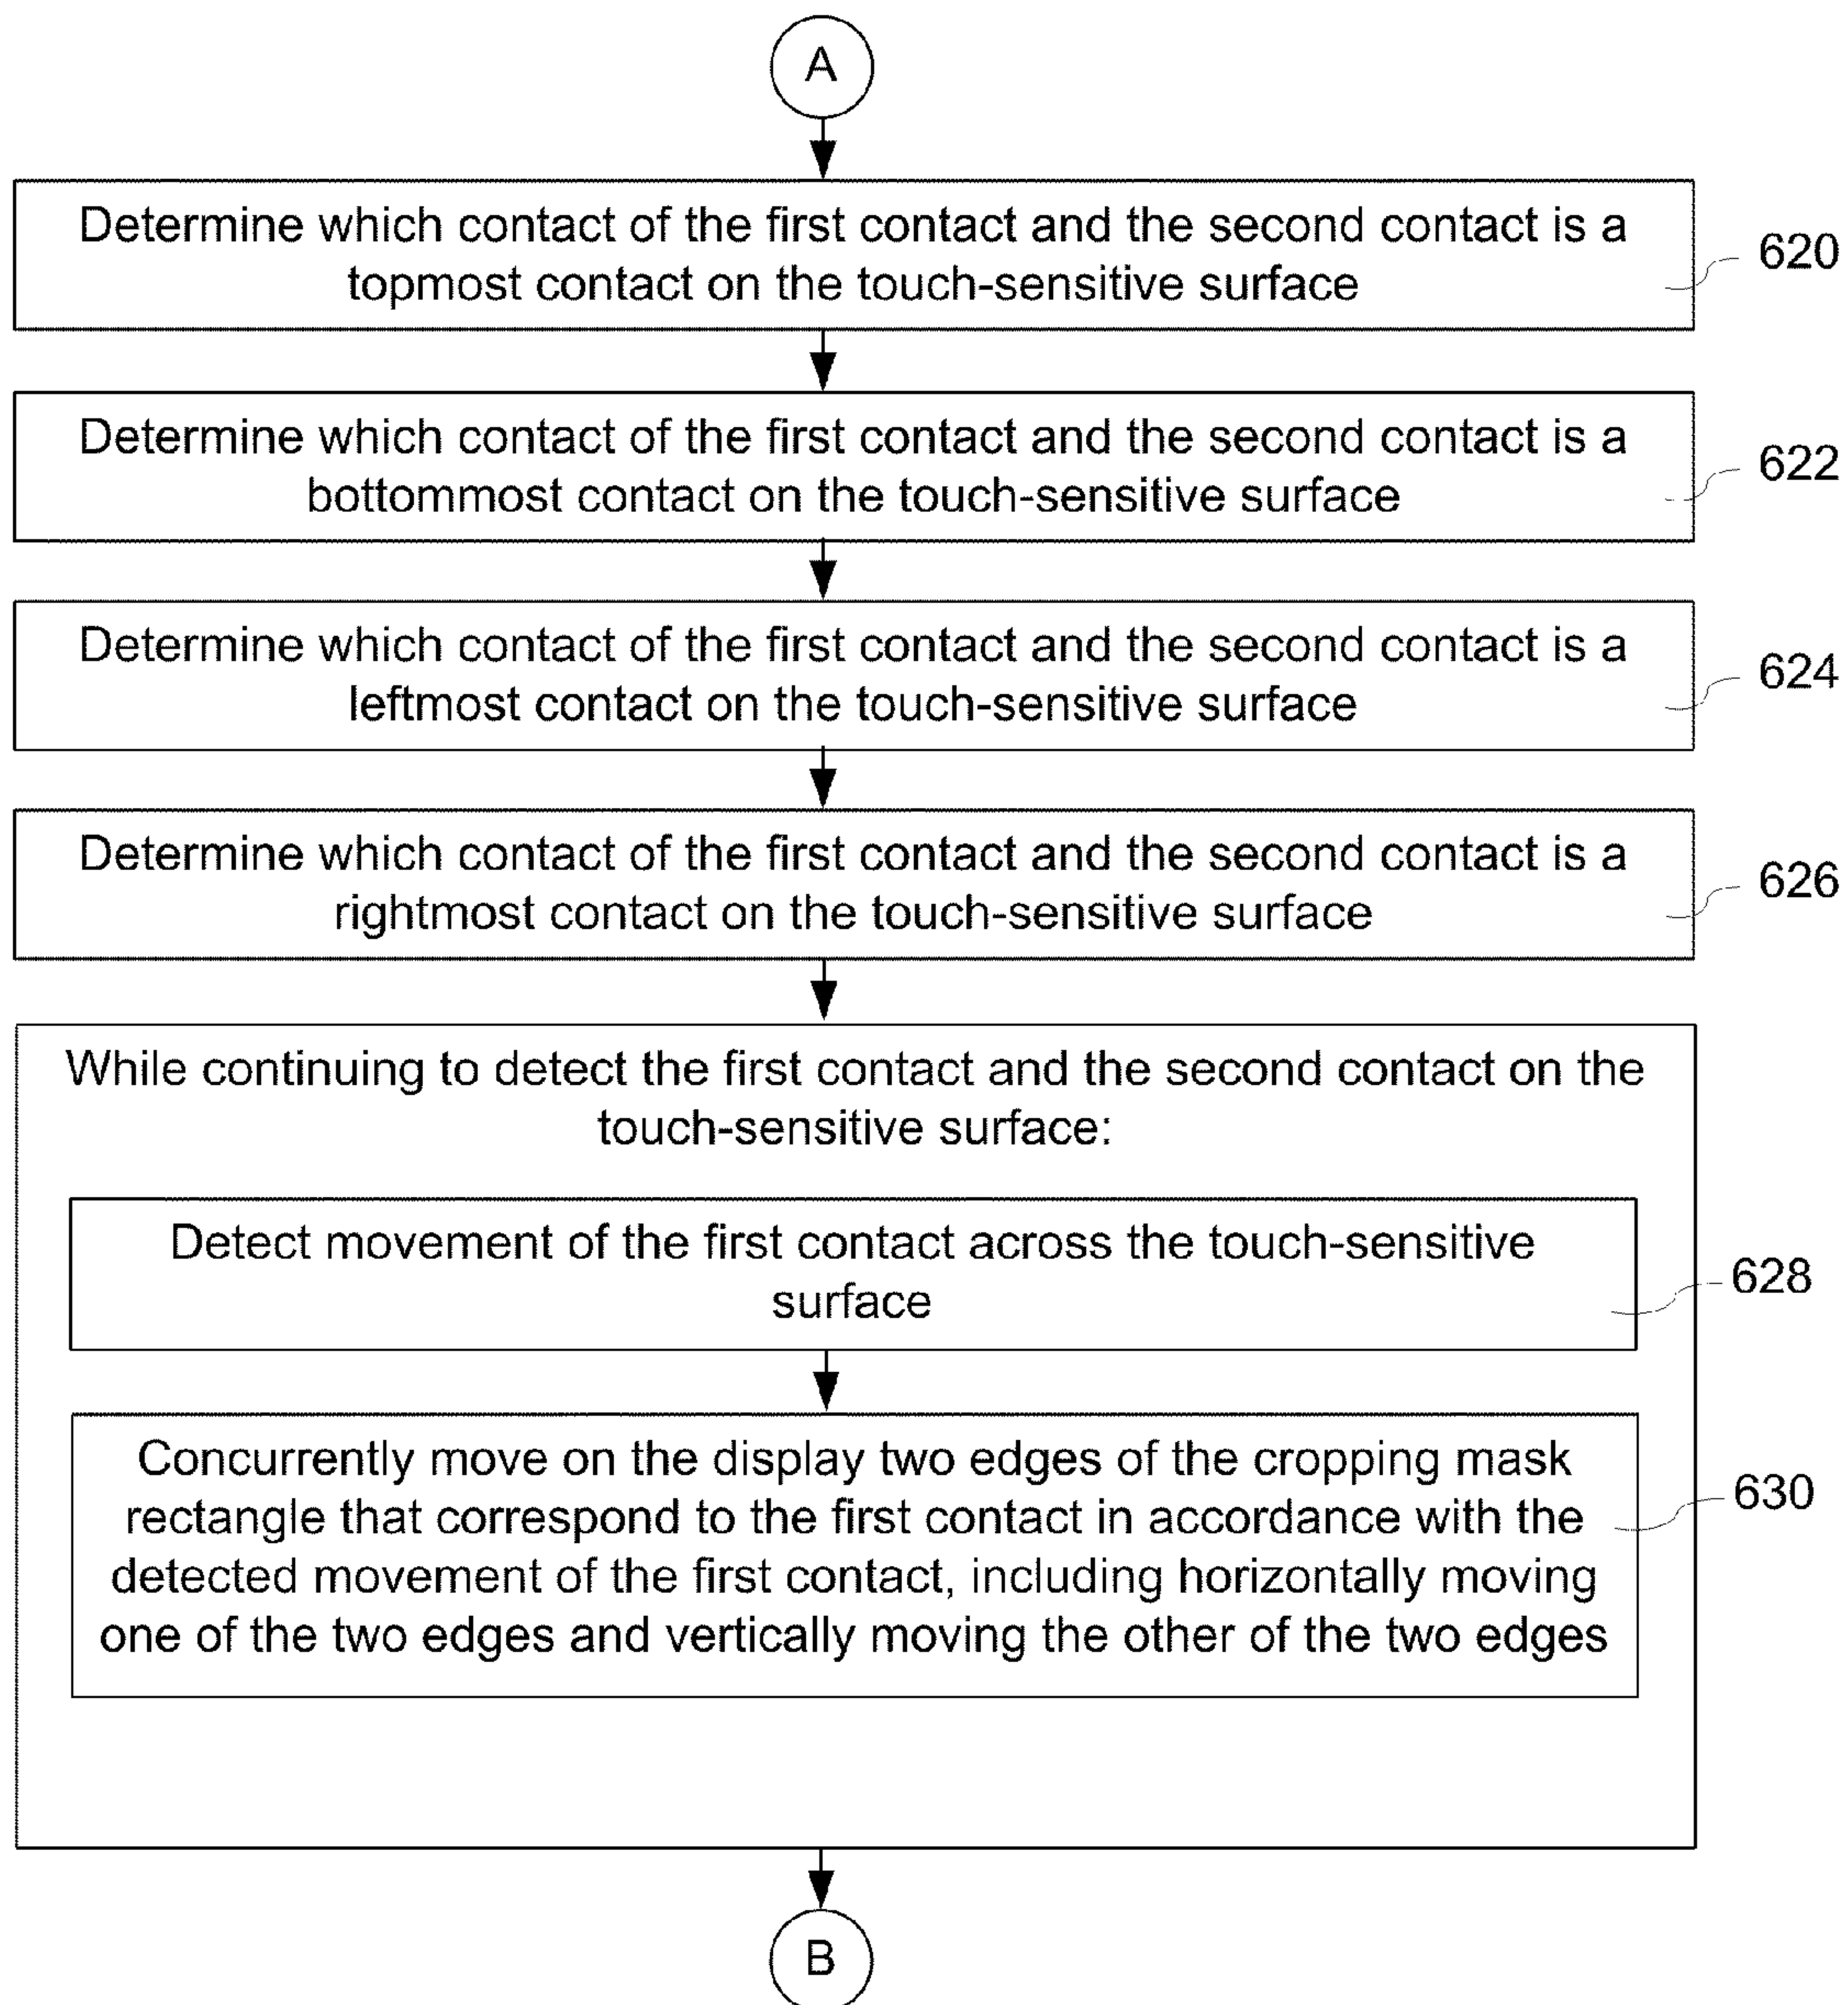 A
Determine which contact of the first contact and the second contact is a
topmost contact on the touch-sensitive surface
620
Determine which contact of the first contact and the second contact is a
bottommost contact on the touch-sensitive surface
622
Determine which contact of the first contact and the second contact is a
leftmost contact on the touch-sensitive surface
624
Determine which contact of the first contact and the second contact is a
rightmost contact on the touch-sensitive surface
626
While continuing to detect the first contact and the second contact on the
touch-sensitive surface:
Detect movement of the first contact across the touch-sensitive
surface
628
Concurrently move on the display two edges of the cropping mask
rectangle that correspond to the first contact in accordance with the
detected movement of the first contact, including horizontally moving
one of the two edges and vertically moving the other of the two edges
630
B